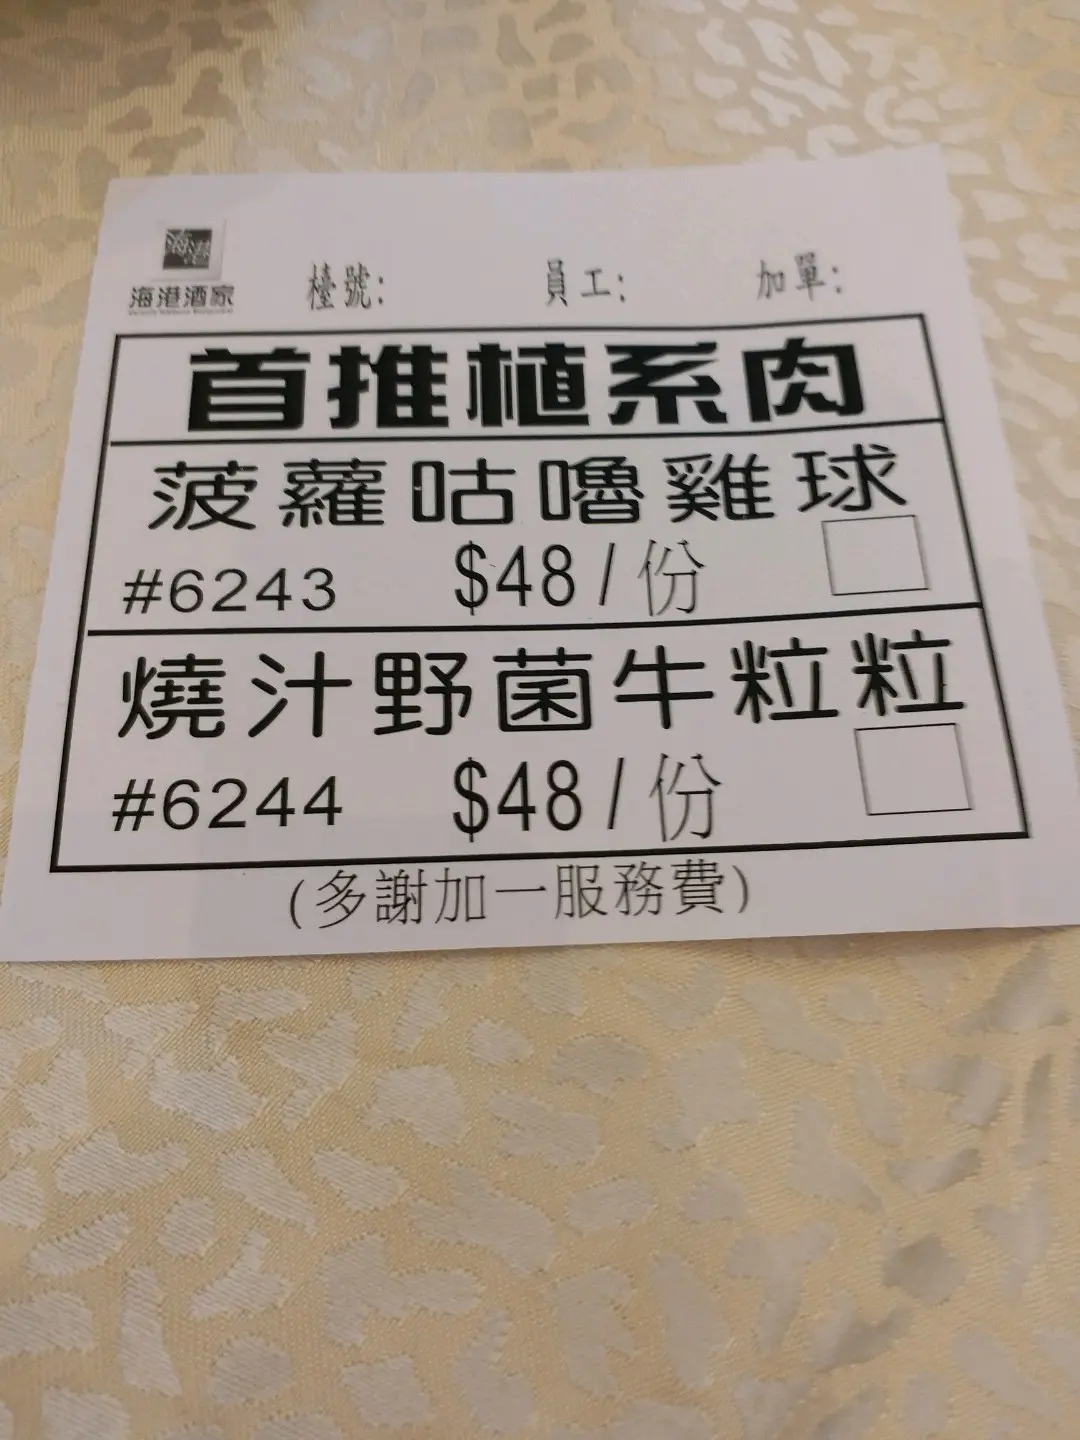 海港
海港酒家
檯號: 員工: 加單:
首推植系肉
菠蘿咕嚕雞球
#6243 $48 / 份
燒汁野菌牛粒粒
#6244 $48 / 份
(多謝加一服務費)